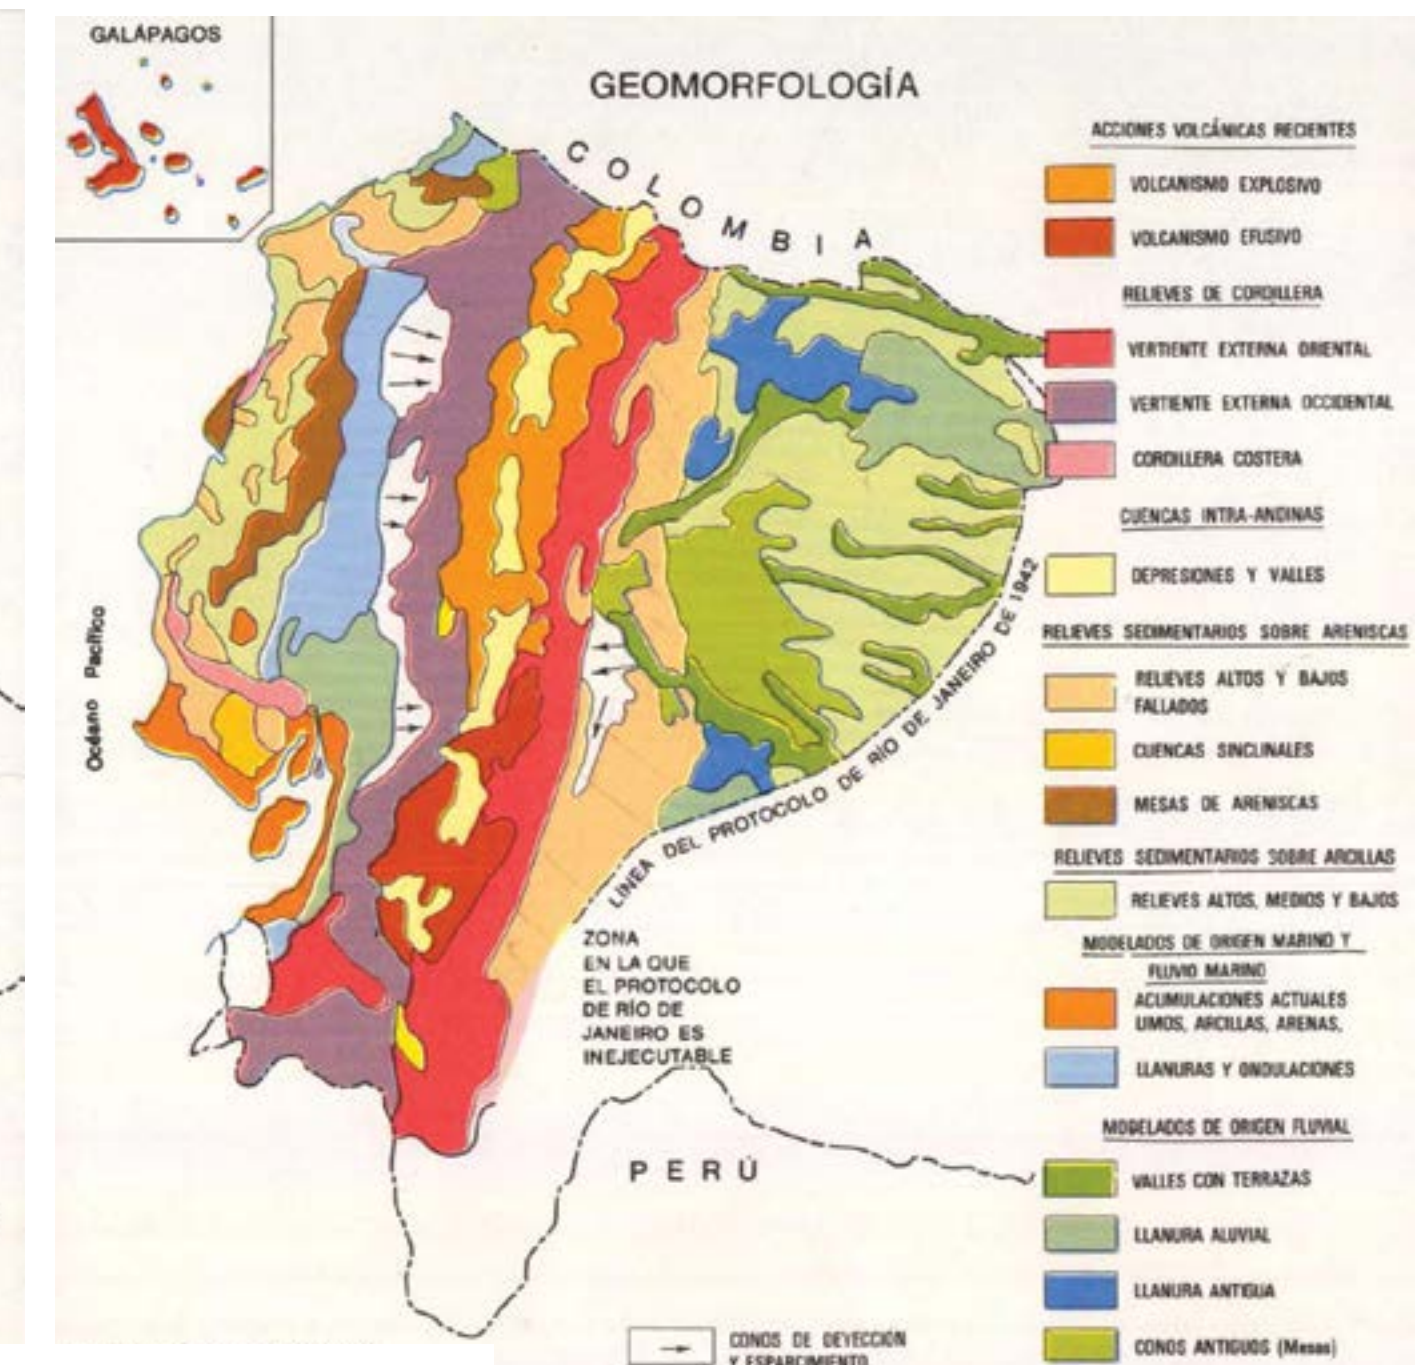 GALÁPAGOS
GEOMORFOLOGÍA
COLOMBIA
Océano Pacífico
LÍNEA DEL PROTOCOLO DE RÍO DE JANEIRO DE 1942
ZONA
EN LA QUE
EL PROTOCOLO
DE RÍO DE
JANEIRO ES
INEJECUTABLE
PERÚ
ACCIONES VOLCÁNICAS RECIENTES
VOLCANISMO EXPLOSIVO
VOLCANISMO EFUSIVO
RELIEVES DE CORDILLERA
VERTIENTE EXTERNA ORIENTAL
VERTIENTE EXTERNA OCCIDENTAL
CORDILLERA COSTERA
CUENCAS INTRA-ANDINAS
DEPRESIONES Y VALLES
RELIEVES SEDIMENTARIOS SOBRE ARENISCAS
RELIEVES ALTOS Y BAJOS
FALLADOS
CUENCAS SINCLINALES
MESAS DE ARENISCAS
RELIEVES SEDIMENTARIOS SOBRE ARCILLAS
RELIEVES ALTOS, MEDIOS Y BAJOS
MODELADOS DE ORIGEN MARINO Y
FLUVIO MARINO
ACUMULACIONES ACTUALES
LIMOS, ARCILLAS, ARENAS.
LLANURAS Y ONDULACIONES
MODELADOS DE ORIGEN FLUVIAL
VALLES CON TERRAZAS
LLANURA ALUVIAL
LLANURA ANTIGUA
CONOS ANTIGUOS (Mesas)
CONOS DE DEYECCION
Y ESPARCIMIENTO